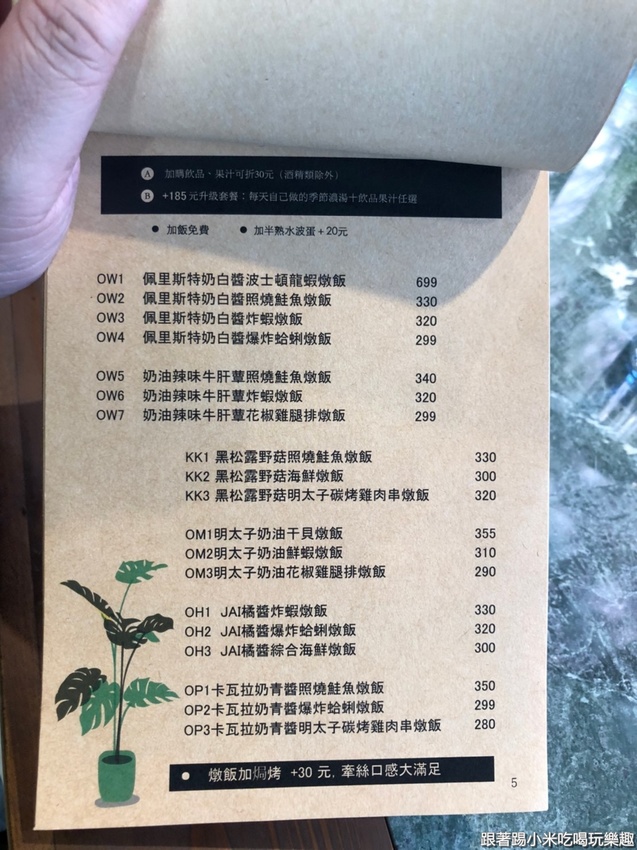 A 加購飲品、果汁可折30元（酒精類除外）
B +185元升級套餐：每天自己做的季節濃湯十飲品果汁任選
● 加飯免費 ● 加半熟水波蛋+20元
OW1 佩里斯特奶白醬波士頓龍蝦燉飯 699
OW2 佩里斯特奶白醬照燒鮭魚燉飯 330
OW3 佩里斯特奶白醬炸蝦燉飯 320
OW4 佩里斯特奶白醬爆炸蛤蜊燉飯 299
OW5 奶油辣味牛肝蕈照燒鮭魚燉飯 340
OW6 奶油辣味牛肝蕈炸蝦燉飯 320
OW7 奶油辣味牛肝蕈花椒雞腿排燉飯 299
KK1 黑松露野菇照燒鮭魚燉飯 330
KK2 黑松露野菇海鮮燉飯 300
KK3 黑松露野菇明太子碳烤雞肉串燉飯 320
OM1明太子奶油干貝燉飯 355
OM2明太子奶油鮮蝦燉飯 310
OM3明太子奶油花椒雞腿排燉飯 290
OH1 JAI橘醬炸蝦燉飯 330
OH2 JAI橘醬爆炸蛤蜊燉飯 320
OH3 JAI橘醬綜合海鮮燉飯 300
OP1卡瓦拉奶青醬照燒鮭魚燉飯 350
OP2卡瓦拉奶青醬爆炸蛤蜊燉飯 299
OP3卡瓦拉奶青醬明太子碳烤雞肉串燉飯 280
● 燉飯加焗烤 +30 元, 牽絲口感大滿足
5
跟著踢小米吃喝玩樂趣